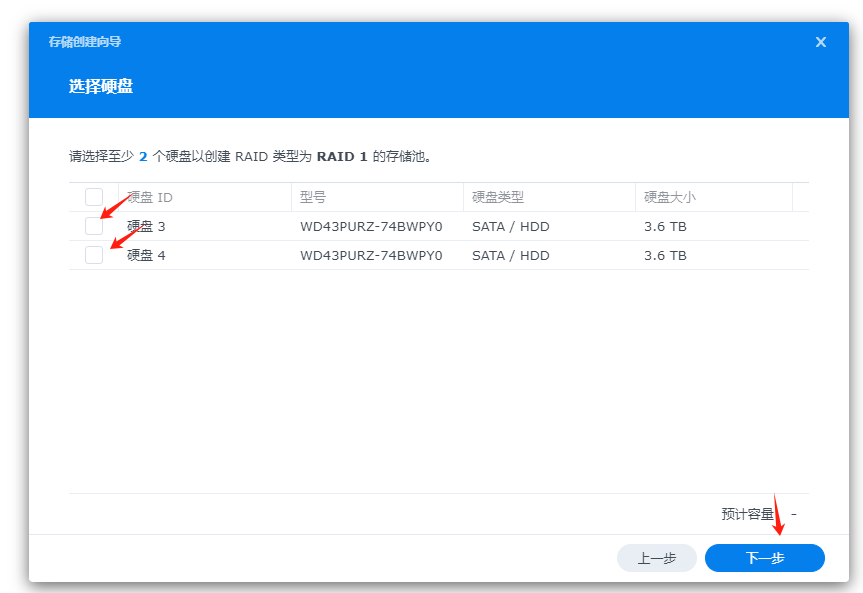 存储创建向导
X
选择硬盘
请选择至少 2 个硬盘以创建 RAID 类型为 RAID 1 的存储池。
硬盘 ID 型号 硬盘类型 硬盘大小
硬盘 3 WD43PURZ-74BWPY0 SATA / HDD 3.6 TB
硬盘 4 WD43PURZ-74BWPY0 SATA / HDD 3.6 TB
预计容量 -
上一步 下一步